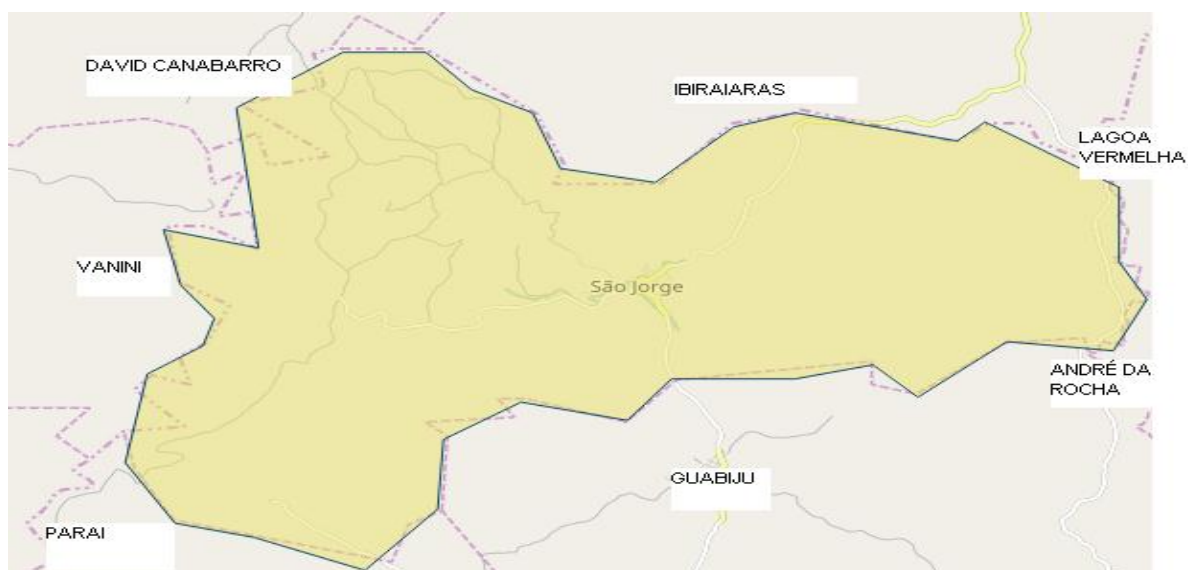 DAVID CANABARRO
IBIRAIARAS
LAGOA
VERMELHA
VANINI
São Jorge
ANDRÉ DA
ROCHA
GUABIJU
PARAI